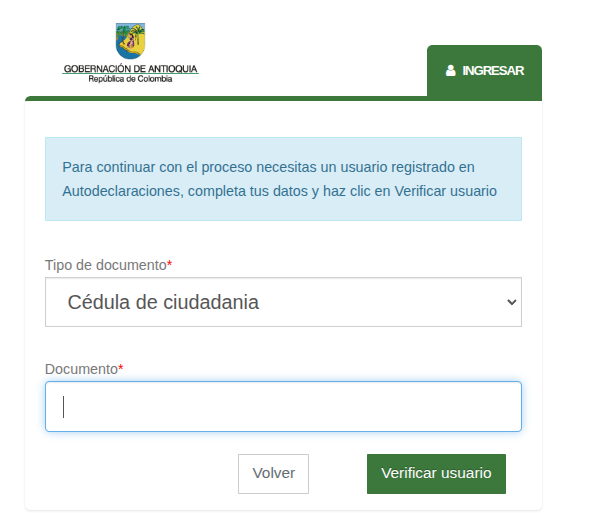 GOBERNACIÓN DE ANTIOQUIA
República de Colombia
INGRESAR
Para continuar con el proceso necesitas un usuario registrado en
Autodeclaraciones, completa tus datos y haz clic en Verificar usuario
Tipo de documento*
Cédula de ciudadania
Documento*
Volver
Verificar usuario